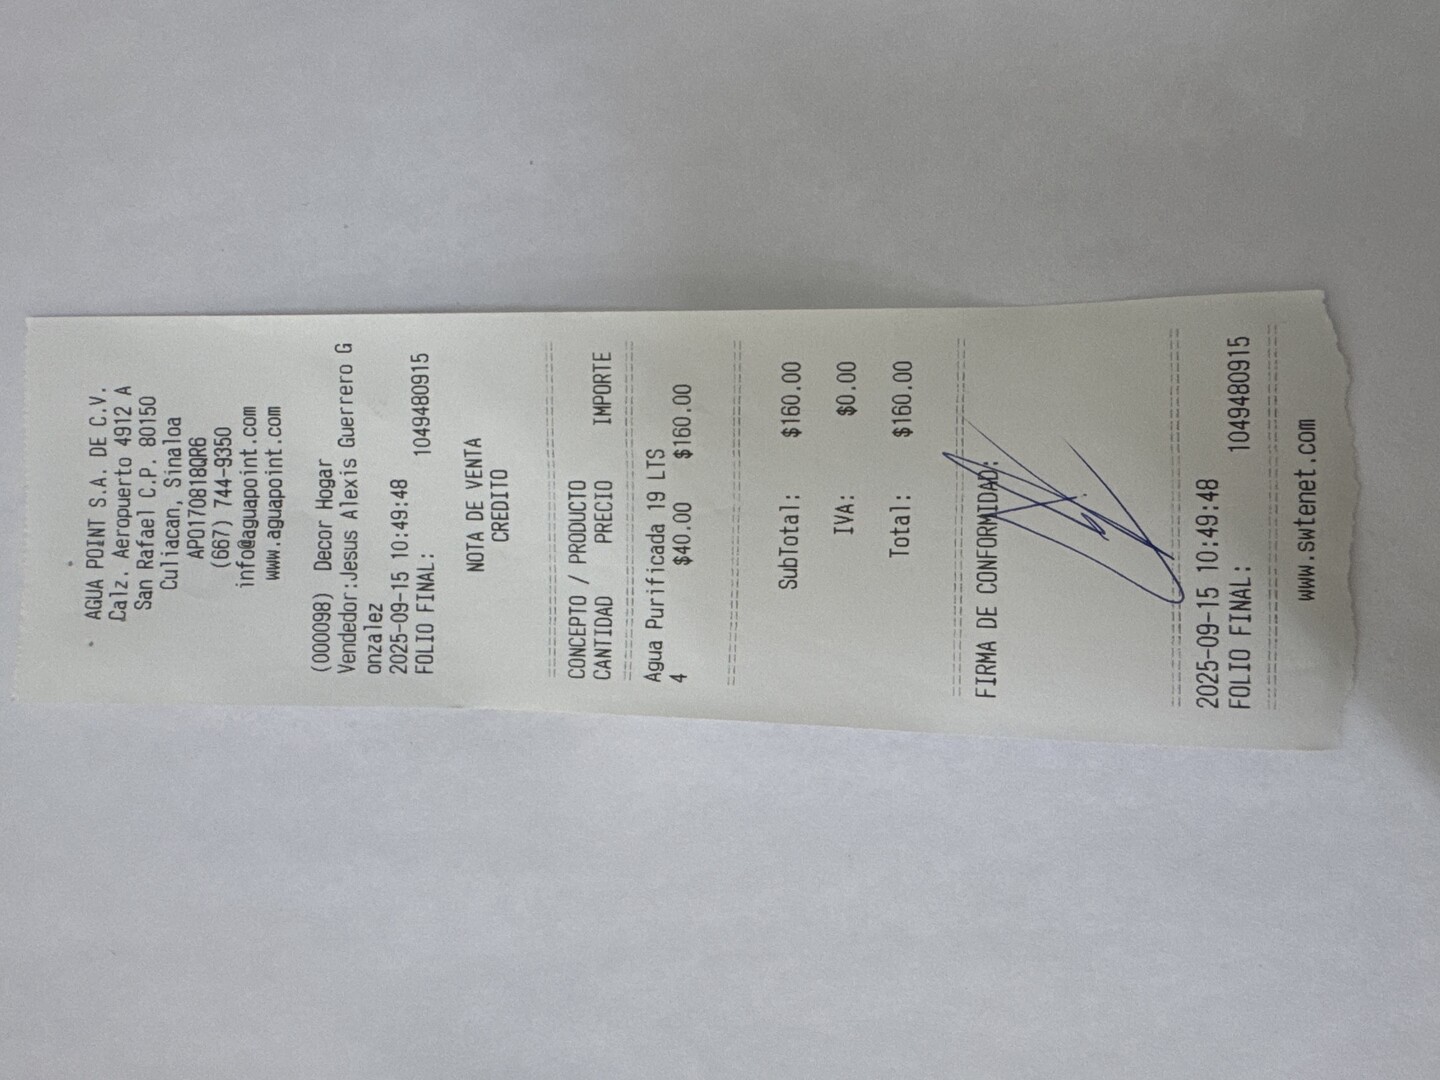 AGUA POINT S.A. DE C.V.
Calz. Aeropuerto 4912 A
San Rafael C.P. 80150
Culiacan, Sinaloa
APO170818QR6
(667) 744-9350
info@aguapoint.com
www.aguapoint.com
(000098) Decor Hogar
Vendedor:Jesus Alexis Guerrero G
onzalez
2025-09-15 10:49:48
FOLIO FINAL: 1049480915
NOTA DE VENTA
CREDITO
CONCEPTO / PRODUCTO
CANTIDAD PRECIO IMPORTE
Agua Purificada 19 LTS
4 $40.00 $160.00
SubTotal: $160.00
IVA: $0.00
Total: $160.00
FIRMA DE CONFORMIDAD:
2025-09-15 10:49:48
FOLIO FINAL: 1049480915
www.swtenet.com